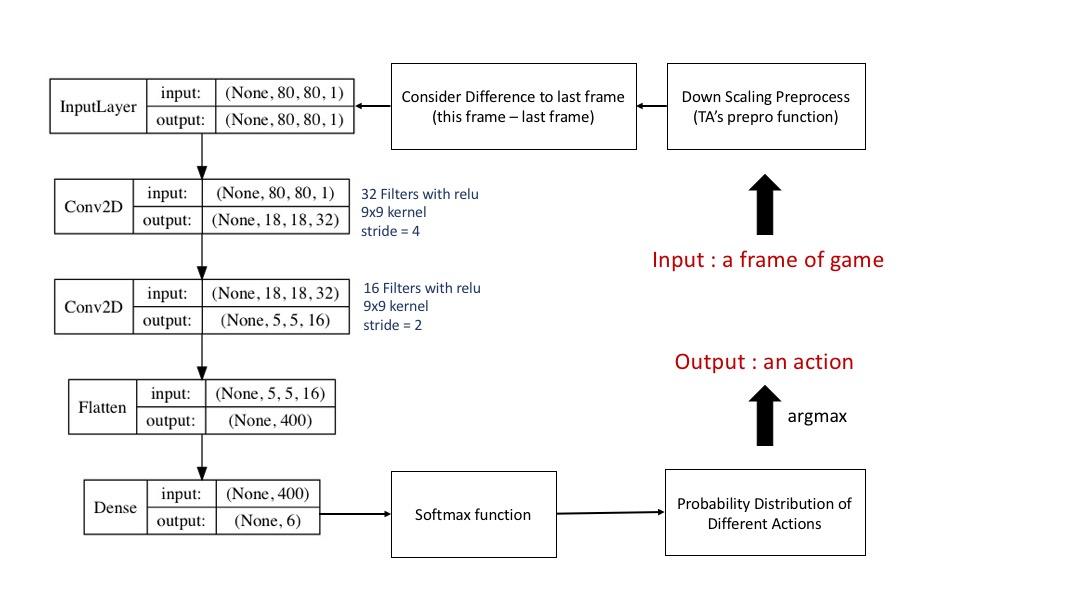 InputLayer
input: (None, 80, 80, 1)
output: (None, 80, 80, 1)
Consider Difference to last frame
(this frame – last frame)
Down Scaling Preprocess
(TA’s prepro function)
Conv2D
input: (None, 80, 80, 1)
output: (None, 18, 18, 32)
32 Filters with relu
9x9 kernel
stride = 4
Input : a frame of game
Conv2D
input: (None, 18, 18, 32)
output: (None, 5, 5, 16)
16 Filters with relu
9x9 kernel
stride = 2
Output : an action
argmax
Flatten
input: (None, 5, 5, 16)
output: (None, 400)
Dense
input: (None, 400)
output: (None, 6)
Softmax function
Probability Distribution of
Different Actions